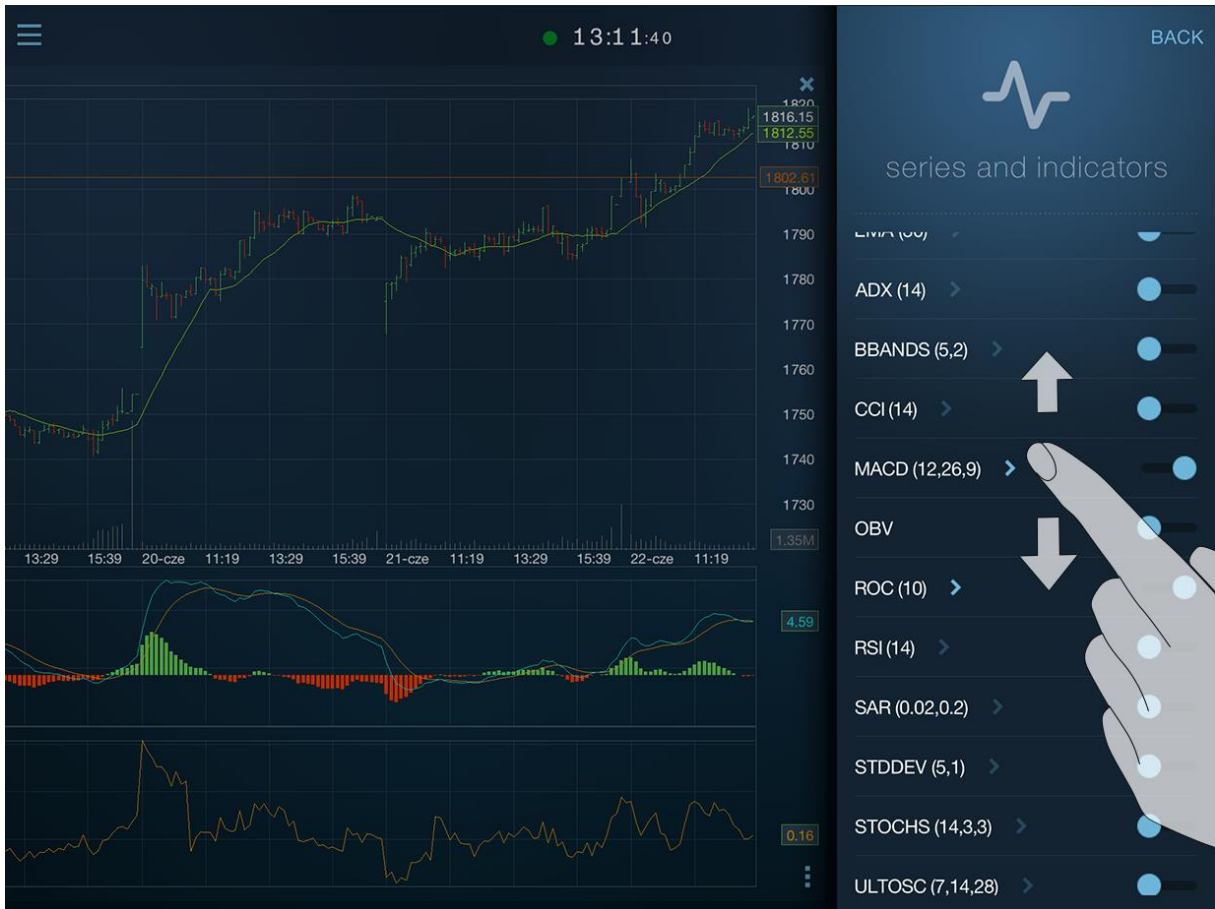 13:11:40
BACK
series and indicators
1820
1816.15
1812.55
1810
1802.61
1800
1790
1780
1770
1760
1750
1740
1730
1.35M
13:29 15:39 20-cze 11:19 13:29 15:39 21-cze 11:19 13:29 15:39 22-cze 11:19
4.59
0.16
EMA (30)
ADX (14)
BBANDS (5,2)
CCI (14)
MACD (12,26,9)
OBV
ROC (10)
RSI (14)
SAR (0.02,0.2)
STDDEV (5,1)
STOCHS (14,3,3)
ULTOSC (7,14,28)